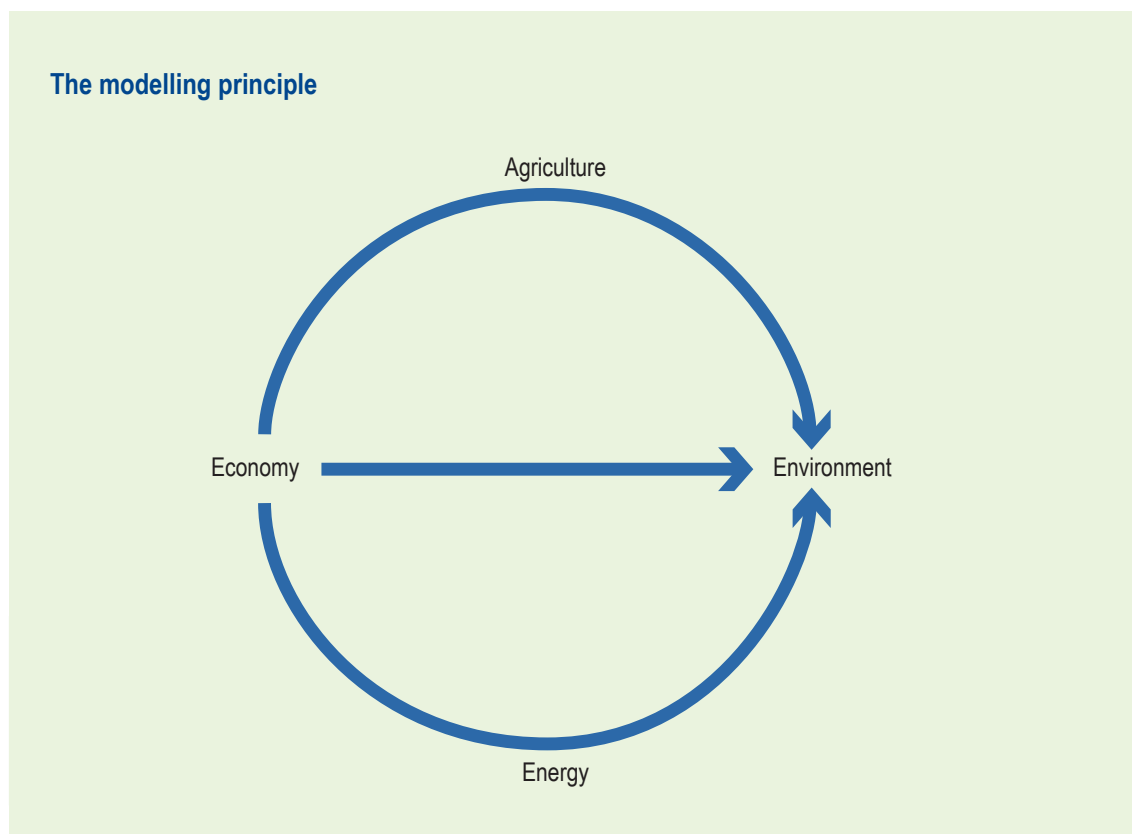 The modelling principle
Agriculture
Economy
Environment
Energy